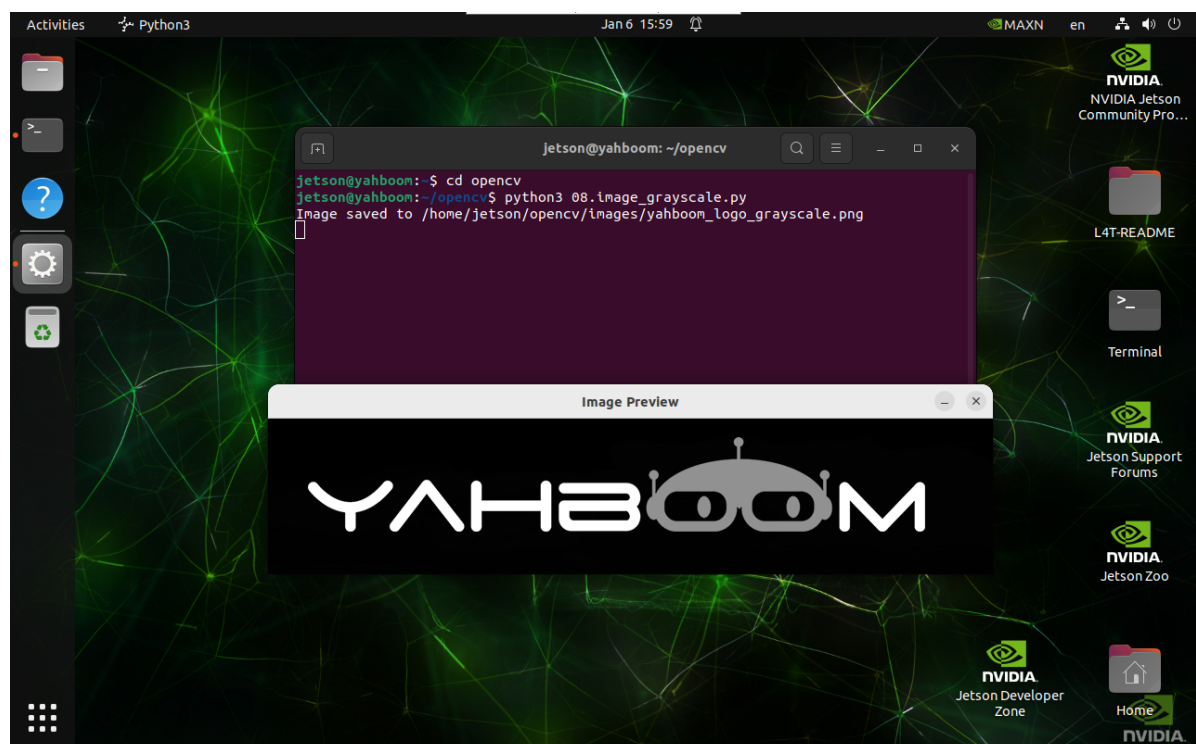 Activities
Python3
Jan 6 15:59
MAXN
en
NVIDIA.
NVIDIA Jetson
Community Pro...
>_
?
jetson@yahboom: ~/opencv
jetson@yahboom:~$ cd opencv
jetson@yahboom:~/opencv$ python3 08.image_grayscale.py
Image saved to /home/jetson/opencv/images/yahboom_logo_grayscale.png
L4T-README
>_
Terminal
Image Preview
YAHBOOM
NVIDIA.
Jetson Support
Forums
NVIDIA.
Jetson Zoo
NVIDIA.
Jetson Developer
Zone
Home
NVIDIA.